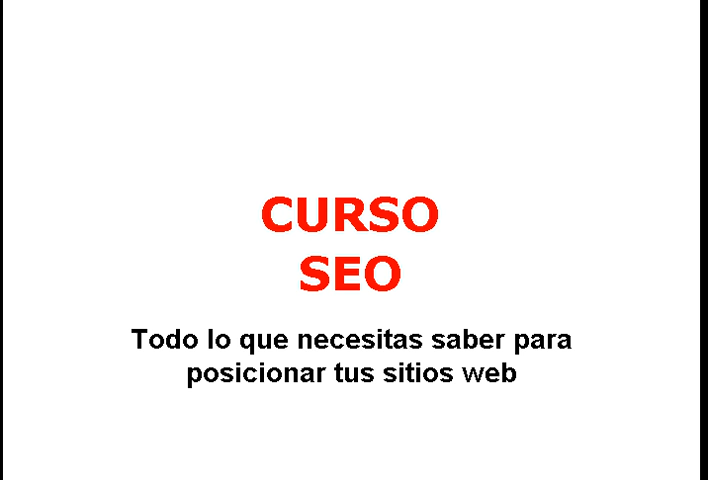 CURSO
SEO
Todo lo que necesitas saber para
posicionar tus sitios web